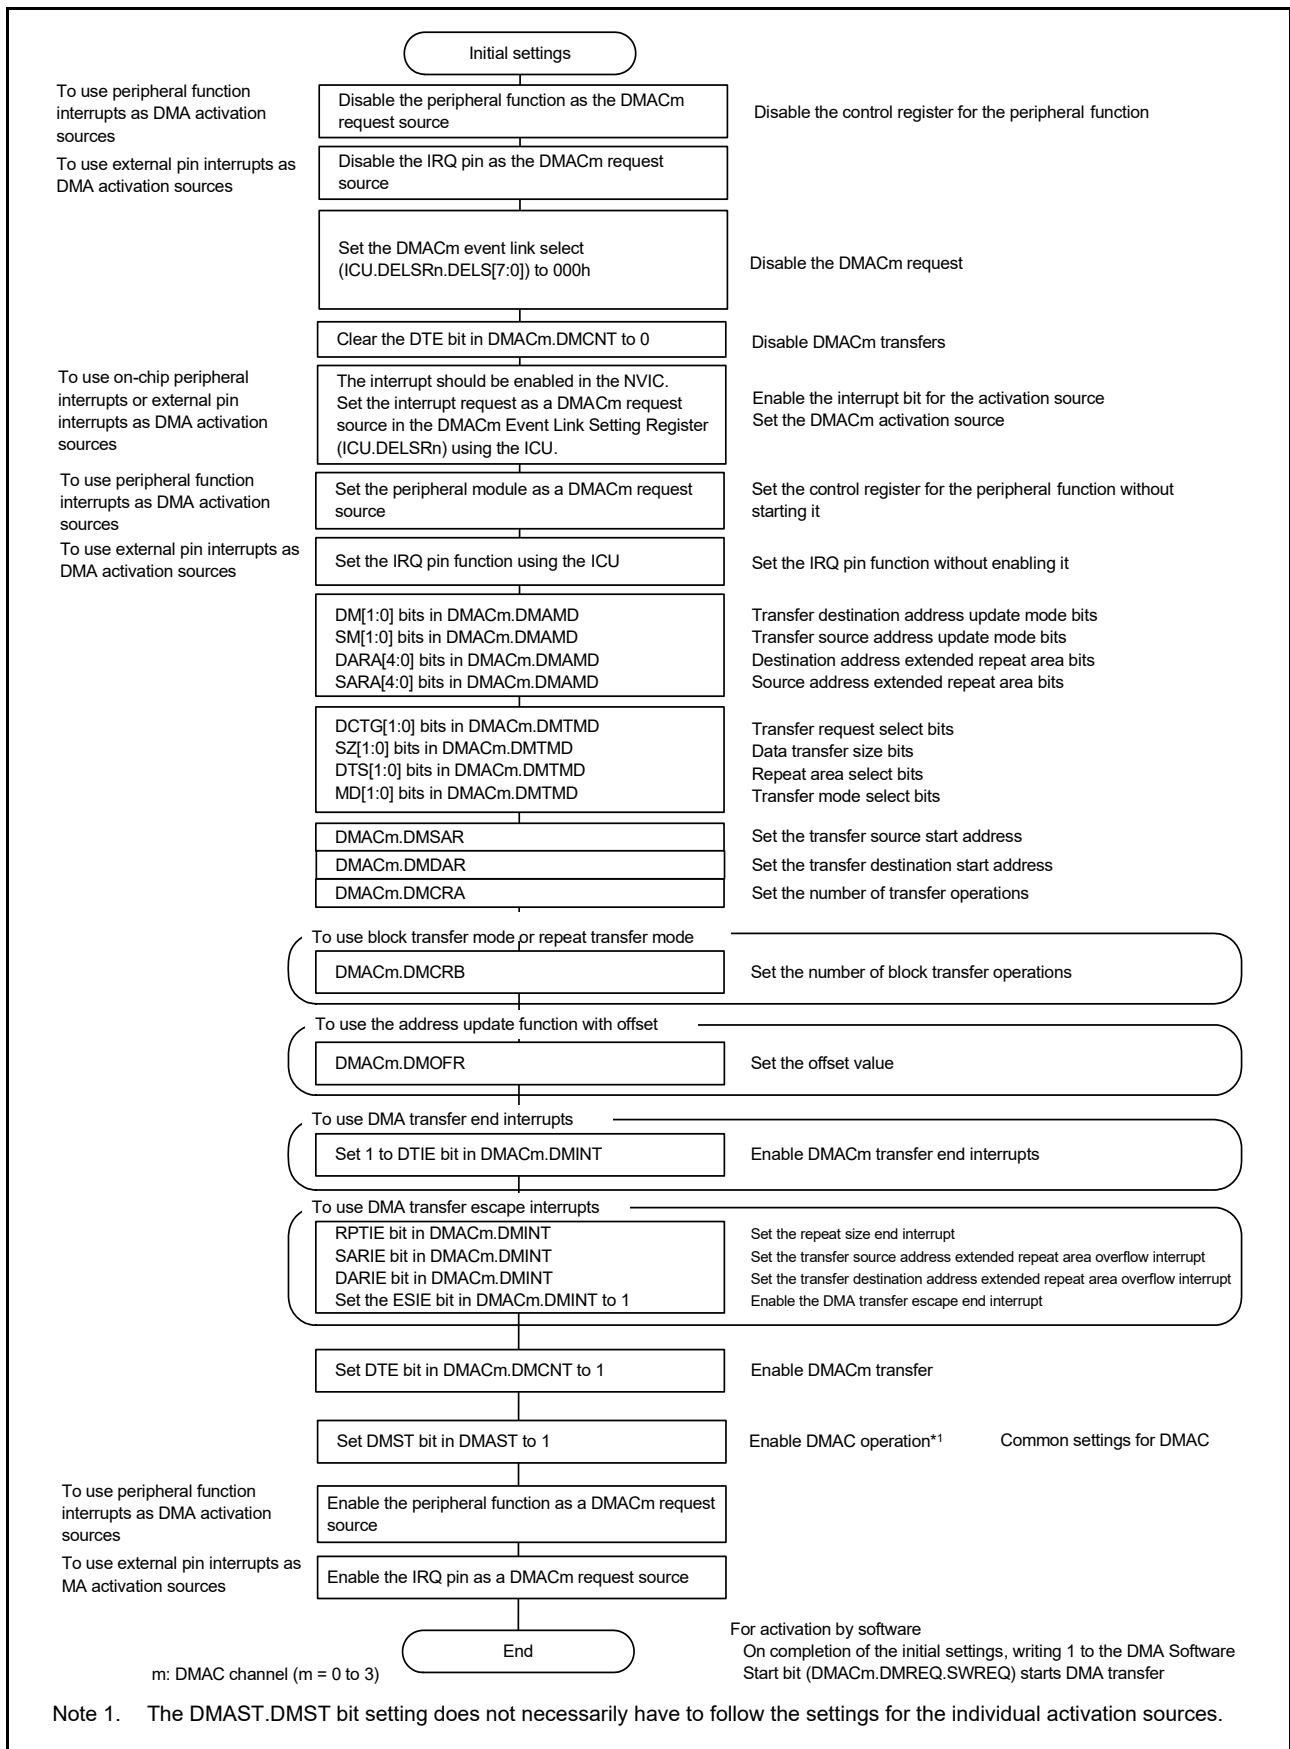 Initial settings
To use peripheral function
interrupts as DMA activation
sources
Disable the peripheral function as the DMACm
request source
Disable the control register for the peripheral function
To use external pin interrupts as
DMA activation sources
Disable the IRQ pin as the DMACm request
source
Set the DMACm event link select
(ICU.DELSRn.DELS[7:0]) to 000h
Disable the DMACm request
Clear the DTE bit in DMACm.DMCNT to 0
Disable DMACm transfers
To use on-chip peripheral
interrupts or external pin
interrupts as DMA activation
sources
The interrupt should be enabled in the NVIC.
Set the interrupt request as a DMACm request
source in the DMACm Event Link Setting Register
(ICU.DELSRn) using the ICU.
Enable the interrupt bit for the activation source
Set the DMACm activation source
To use peripheral function
interrupts as DMA activation
sources
Set the peripheral module as a DMACm request
source
Set the control register for the peripheral function without
starting it
To use external pin interrupts as
DMA activation sources
Set the IRQ pin function using the ICU
Set the IRQ pin function without enabling it
DM[1:0] bits in DMACm.DMAMD
SM[1:0] bits in DMACm.DMAMD
DARA[4:0] bits in DMACm.DMAMD
SARA[4:0] bits in DMACm.DMAMD
Transfer destination address update mode bits
Transfer source address update mode bits
Destination address extended repeat area bits
Source address extended repeat area bits
DCTG[1:0] bits in DMACm.DMTMD
SZ[1:0] bits in DMACm.DMTMD
DTS[1:0] bits in DMACm.DMTMD
MD[1:0] bits in DMACm.DMTMD
Transfer request select bits
Data transfer size bits
Repeat area select bits
Transfer mode select bits
DMACm.DMSAR
Set the transfer source start address
DMACm.DMDAR
Set the transfer destination start address
DMACm.DMCRA
Set the number of transfer operations
To use block transfer mode or repeat transfer mode
DMACm.DMCRB
Set the number of block transfer operations
To use the address update function with offset
DMACm.DMOFR
Set the offset value
To use DMA transfer end interrupts
Set 1 to DTIE bit in DMACm.DMINT
Enable DMACm transfer end interrupts
To use DMA transfer escape interrupts
RPTIE bit in DMACm.DMINT
SARIE bit in DMACm.DMINT
DARIE bit in DMACm.DMINT
Set the ESIE bit in DMACm.DMINT to 1
Set the repeat size end interrupt
Set the transfer source address extended repeat area overflow interrupt
Set the transfer destination address extended repeat area overflow interrupt
Enable the DMA transfer escape end interrupt
Set DTE bit in DMACm.DMCNT to 1
Enable DMACm transfer
Set DMST bit in DMAST to 1
Enable DMAC operation*1
Common settings for DMAC
To use peripheral function
interrupts as DMA activation
sources
Enable the peripheral function as a DMACm request
source
To use external pin interrupts as
MA activation sources
Enable the IRQ pin as a DMACm request source
End
For activation by software
On completion of the initial settings, writing 1 to the DMA Software
Start bit (DMACm.DMREQ.SWREQ) starts DMA transfer
m: DMAC channel (m = 0 to 3)
Note 1. The DMAST.DMST bit setting does not necessarily have to follow the settings for the individual activation sources.